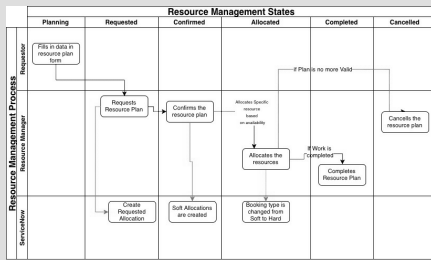 Resource Management States
Planning
Requested
Confirmed
Allocated
Completed
Cancelled
Resource Management Process
Requestor
Fills in data in
resource plan
form
If Plan is no more Valid
Resource Manager
Requests
Resource Plan
Confirms the
resource plan
Allocates Specific
resource
based
on availability
Allocates the
resources
If Work is
completed
Completes
Resource Plan
Cancells the
resource plan
ServiceNow
Create
Requested
Allocation
Soft Allocations
are created
Booking type is
changed from
Soft to Hard